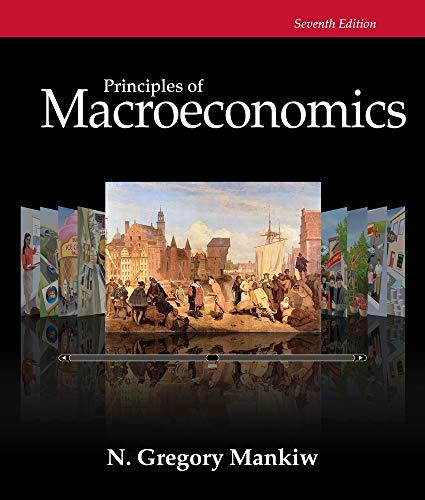 Seventh Edition
Principles of
Macroeconomics
N. Gregory Mankiw